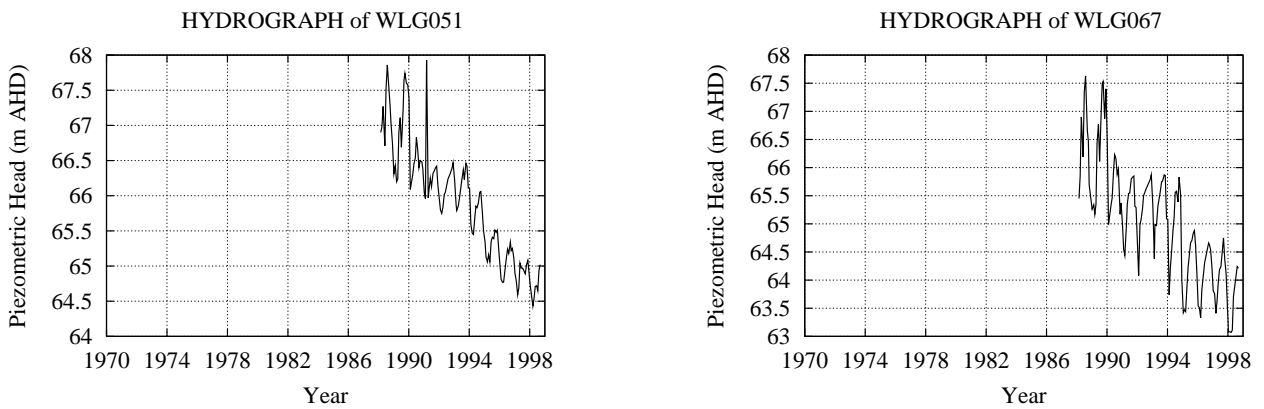 HYDROGRAPH of WLG051
Piezometric Head (m AHD)
68
67.5
67
66.5
66
65.5
65
64.5
64
1970 1974 1978 1982 1986 1990 1994 1998
Year
HYDROGRAPH of WLG067
Piezometric Head (m AHD)
68
67.5
67
66.5
66
65.5
65
64.5
64
63.5
63
1970 1974 1978 1982 1986 1990 1994 1998
Year